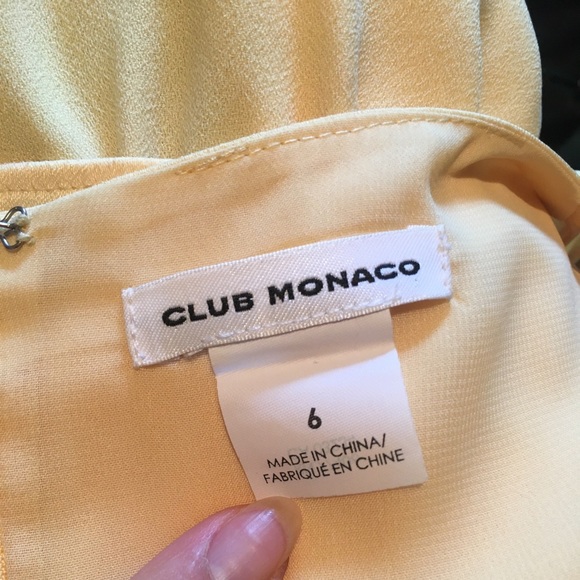 CLUB MONACO
6
MADE IN CHINA/
FABRIQUÉ EN CHINE